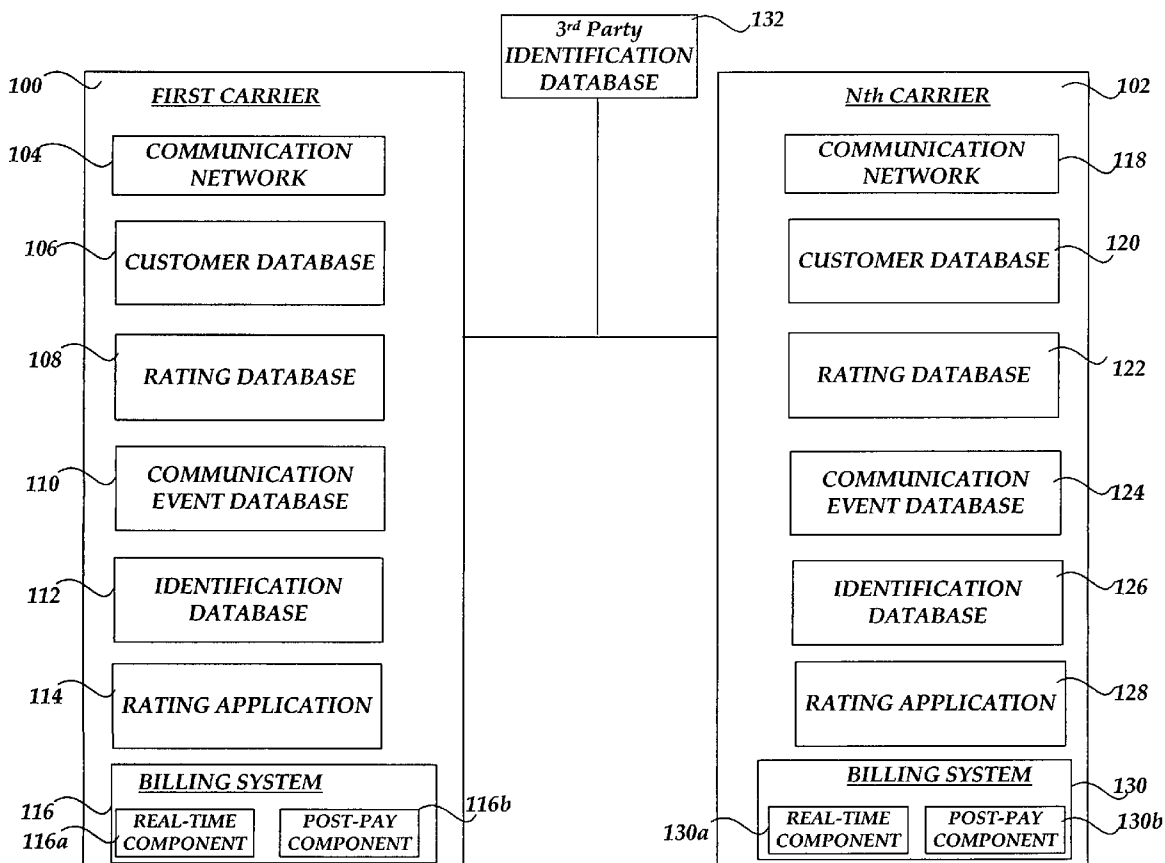 3rd Party
IDENTIFICATION
DATABASE
132
100
FIRST CARRIER
104
COMMUNICATION
NETWORK
106
CUSTOMER DATABASE
108
RATING DATABASE
110
COMMUNICATION
EVENT DATABASE
112
IDENTIFICATION
DATABASE
114
RATING APPLICATION
BILLING SYSTEM
116
116a
REAL-TIME
COMPONENT
POST-PAY
COMPONENT
116b
Nth CARRIER
102
COMMUNICATION
NETWORK
118
CUSTOMER DATABASE
120
RATING DATABASE
122
COMMUNICATION
EVENT DATABASE
124
IDENTIFICATION
DATABASE
126
RATING APPLICATION
128
BILLING SYSTEM
130
130a
REAL-TIME
COMPONENT
POST-PAY
COMPONENT
130b